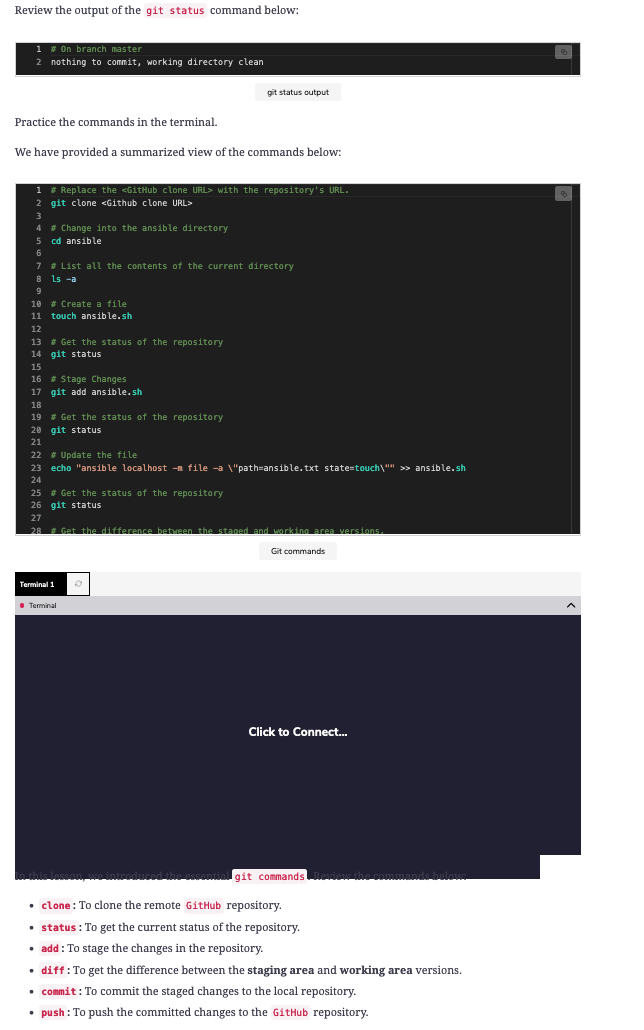 Review the output of the git status command below:
1 # On branch master
2 nothing to commit, working directory clean
git status output
Practice the commands in the terminal.
We have provided a summarized view of the commands below:
1 # Replace the <GitHub clone URL> with the repository's URL.
2 git clone <Github clone URL>
3
4 # Change into the ansible directory
5 cd ansible
6
7 # List all the contents of the current directory
8 ls -a
9
10 # Create a file
11 touch ansible.sh
12
13 # Get the status of the repository
14 git status
15
16 # Stage Changes
17 git add ansible.sh
18
19 # Get the status of the repository
20 git status
21
22 # Update the file
23 echo "ansible localhost -m file -a \"path=ansible.txt state=touch\"" >> ansible.sh
24
25 # Get the status of the repository
26 git status
27
28 # Get the difference between the staged and working area versions.
Git commands
Terminal 1
Terminal
Click to Connect...
In this lesson, we introduced the essential git commands. Review the commands below:
• clone: To clone the remote GitHub repository.
• status: To get the current status of the repository.
• add: To stage the changes in the repository.
• diff: To get the difference between the staging area and working area versions.
• commit: To commit the staged changes to the local repository.
• push: To push the committed changes to the GitHub repository.